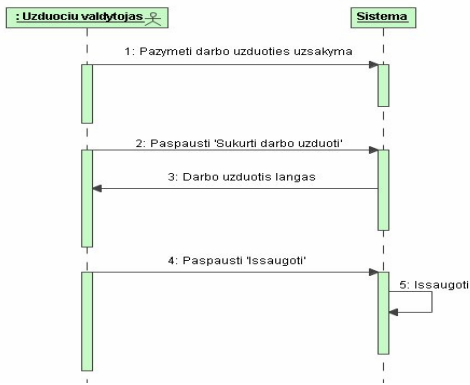 : Uzduociu valdytojas
Sistema
1: Pazymeti darbo uzduoties uzsakyma
2: Paspausti 'Sukurti darbo uzduoti'
3: Darbo uzduotis langas
4: Paspausti 'Issaugoti'
5: Issaugoti